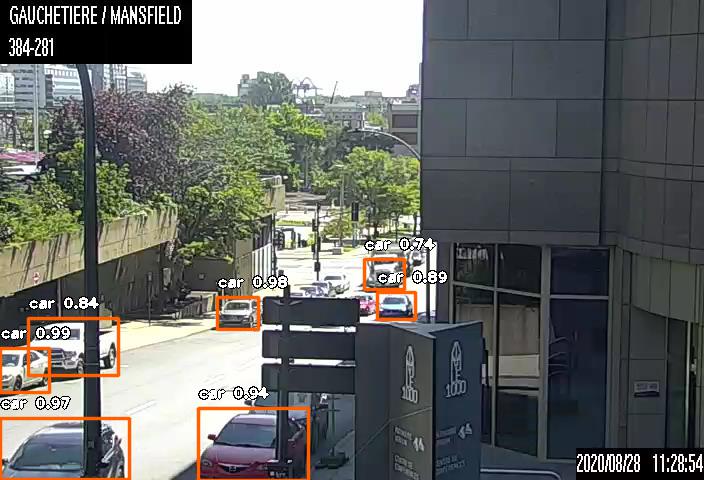 GAUCHETIERE / MANSFIELD
384-281
car 0.74
car 0.89
car 0.98
car 0.84
car 0.99
car 0.97
car 0.94
1000
1000
2020/08/28 11:28:54